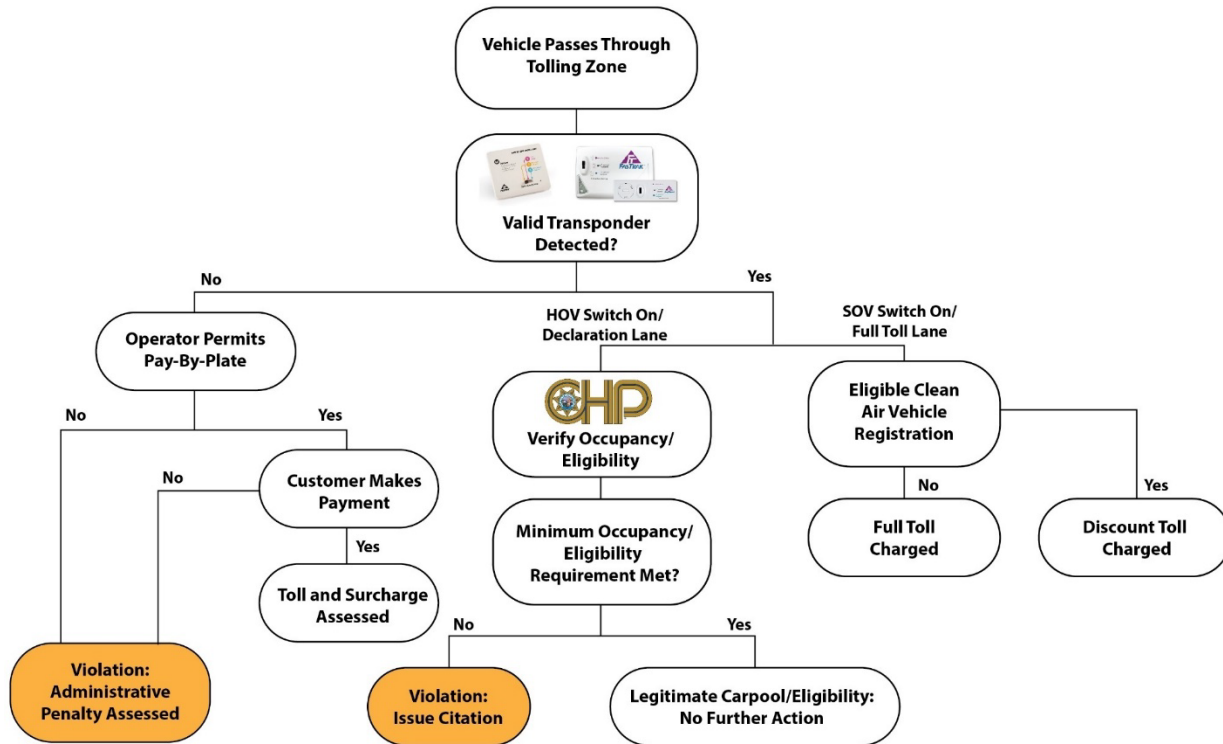 Vehicle Passes Through
Tolling Zone
FasTrak
Valid Transponder
Detected?
No
Yes
HOV Switch On/
Declaration Lane
SOV Switch On/
Full Toll Lane
Operator Permits
Pay-By-Plate
CHP
Verify Occupancy/
Eligibility
Eligible Clean
Air Vehicle
Registration
No
Yes
Customer Makes
Payment
No
Yes
Minimum Occupancy/
Eligibility
Requirement Met?
No
Yes
Full Toll
Charged
Discount Toll
Charged
Toll and Surcharge
Assessed
No
Yes
Violation:
Administrative
Penalty Assessed
Violation:
Issue Citation
Legitimate Carpool/Eligibility:
No Further Action